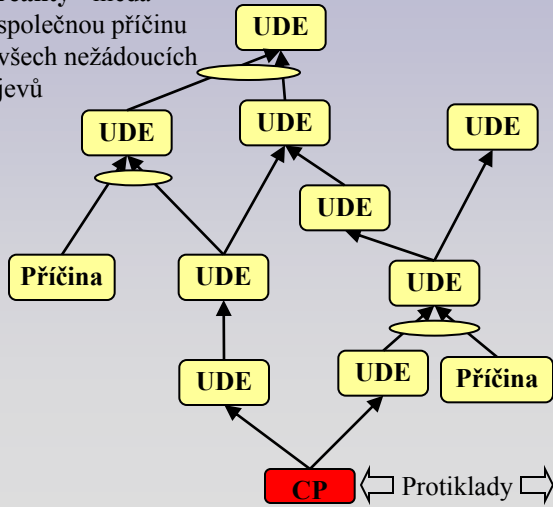 společnou příčinu
všech nežádoucích
jevů
UDE
UDE
UDE
UDE
UDE
Příčina
UDE
UDE
UDE
UDE
Příčina
CP
Protiklady